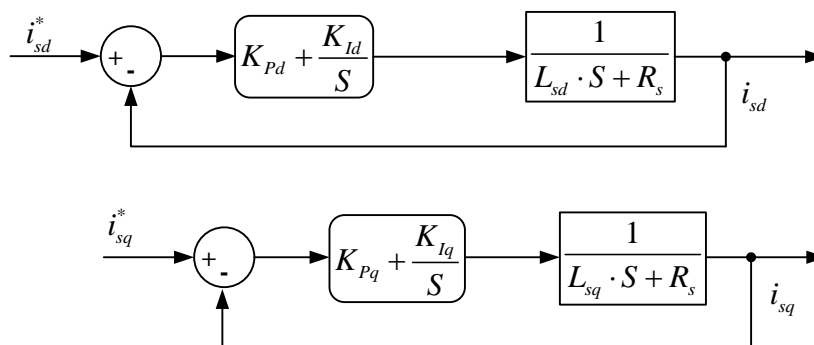 i*sd
+
-
KPd + KId/S
1/(Lsd · S + Rs)
isd
i*sq
+
-
KPq + KIq/S
1/(Lsq · S + Rs)
isq